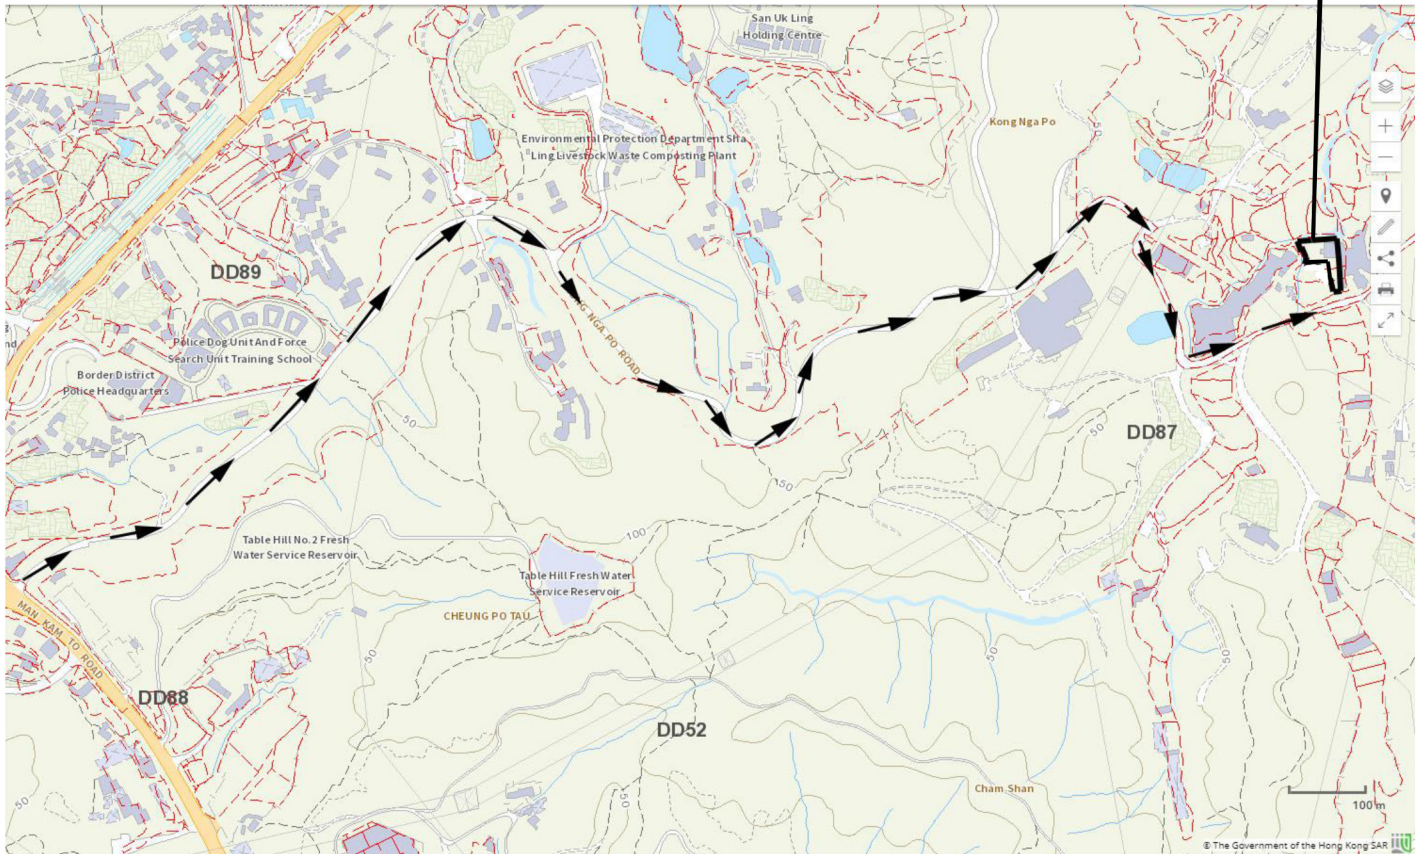 San Uk Ling
Holding Centre
Kong Nga Po
Environmental Protection Department Sha
Ling Livestock Waste Composting Plant
50
DD89
NGA PO ROAD
Police Dog Unit And Force
Search Unit Training School
Border District
Police Headquarters
50
50
DD87
50
100
Table Hill No.2 Fresh
Water Service Reservoir
Table Hill Fresh Water
Service Reservoir
CHEUNG PO TAU
MAN KAM TO ROAD
50
50
50
DD88
DD52
Cham Shan
50
50
100 m
© The Government of the Hong Kong SAR